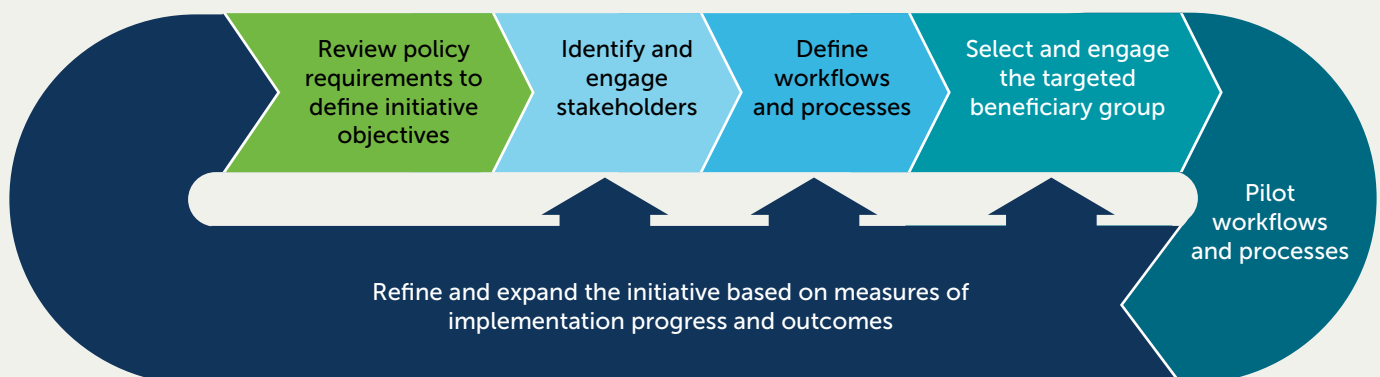 Review policy
requirements to
define initiative
objectives
Identify and
engage
stakeholders
Define
workflows
and processes
Select and engage
the targeted
beneficiary group
Pilot
workflows
and processes
Refine and expand the initiative based on measures of
implementation progress and outcomes